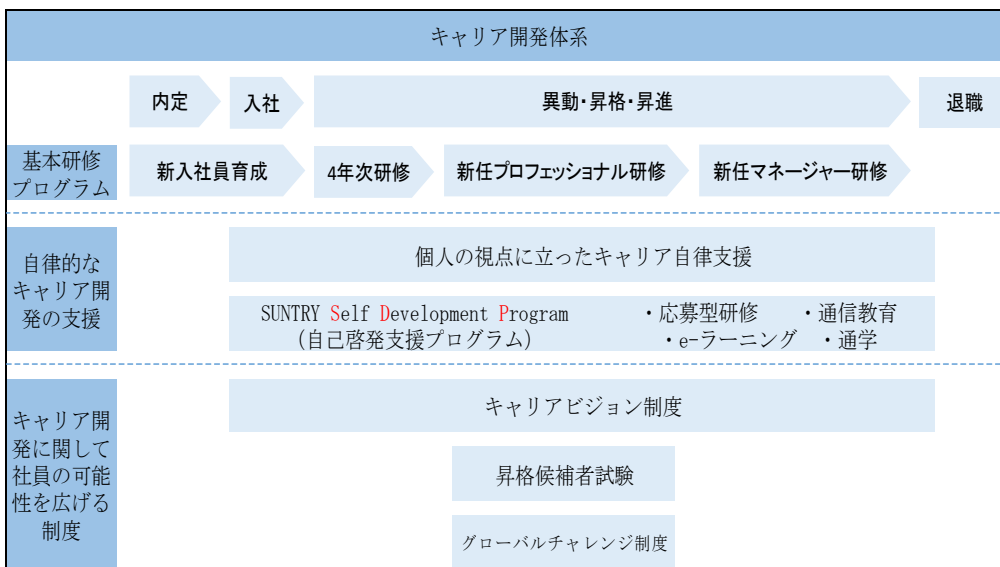 キャリア開発体系
内定 入社 異動・昇格・昇進 退職
基本研修
プログラム
新入社員育成 4年次研修 新任プロフェッショナル研修 新任マネージャー研修
自律的な
キャリア開
発の支援
個人の視点に立ったキャリア自律支援
SUNTRY Self Development Program ・応募型研修 ・通信教育
(自己啓発支援プログラム) ・e-ラーニング ・通学
キャリア開
発に関して
社員の可能
性を広げる
制度
キャリアビジョン制度
昇格候補者試験
グローバルチャレンジ制度